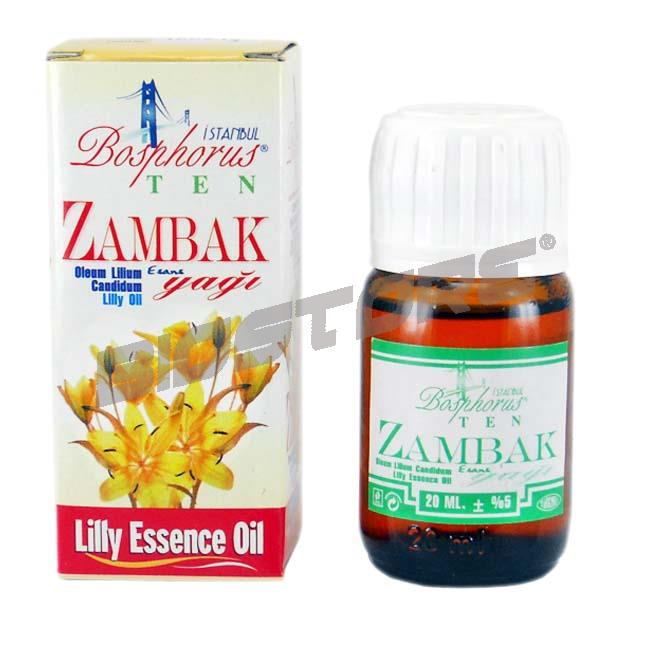 İSTANBUL
Bosphorus®
TEN
ZAMBAK
Oleum Lilium
Candidum
Lilly Oil
Esans
yağı
Lilly Essence Oil
İSTANBUL
Bosphorus®
TEN
ZAMBAK
Oleum Lilium Candidum
Lilly Essence Oil
Esans
yağı
20 ML. ± %5
20 ml